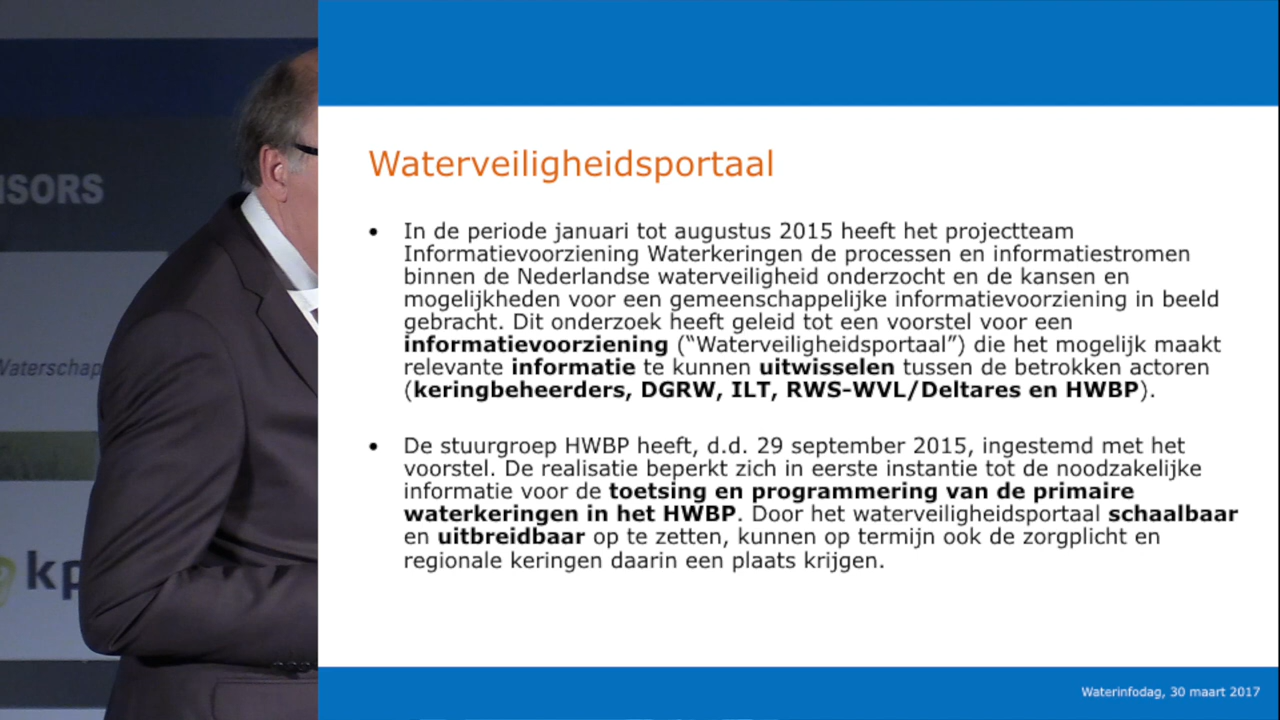 Waterveiligheidsportaal
• In de periode januari tot augustus 2015 heeft het projectteam
Informatievoorziening Waterkeringen de processen en informatiestromen
binnen de Nederlandse waterveiligheid onderzocht en de kansen en
mogelijkheden voor een gemeenschappelijke informatievoorziening in beeld
gebracht. Dit onderzoek heeft geleid tot een voorstel voor een
informatievoorziening (“Waterveiligheidsportaal”) die het mogelijk maakt
relevante informatie te kunnen uitwisselen tussen de betrokken actoren
(keringbeheerders, DGRW, ILT, RWS-WVL/Deltares en HWBP).
• De stuurgroep HWBP heeft, d.d. 29 september 2015, ingestemd met het
voorstel. De realisatie beperkt zich in eerste instantie tot de noodzakelijke
informatie voor de toetsing en programmering van de primaire
waterkeringen in het HWBP. Door het waterveiligheidsportaal schaalbaar
en uitbreidbaar op te zetten, kunnen op termijn ook de zorgplicht en
regionale keringen daarin een plaats krijgen.
Waterinfodag, 30 maart 2017
NSORS
Waterschap
kp